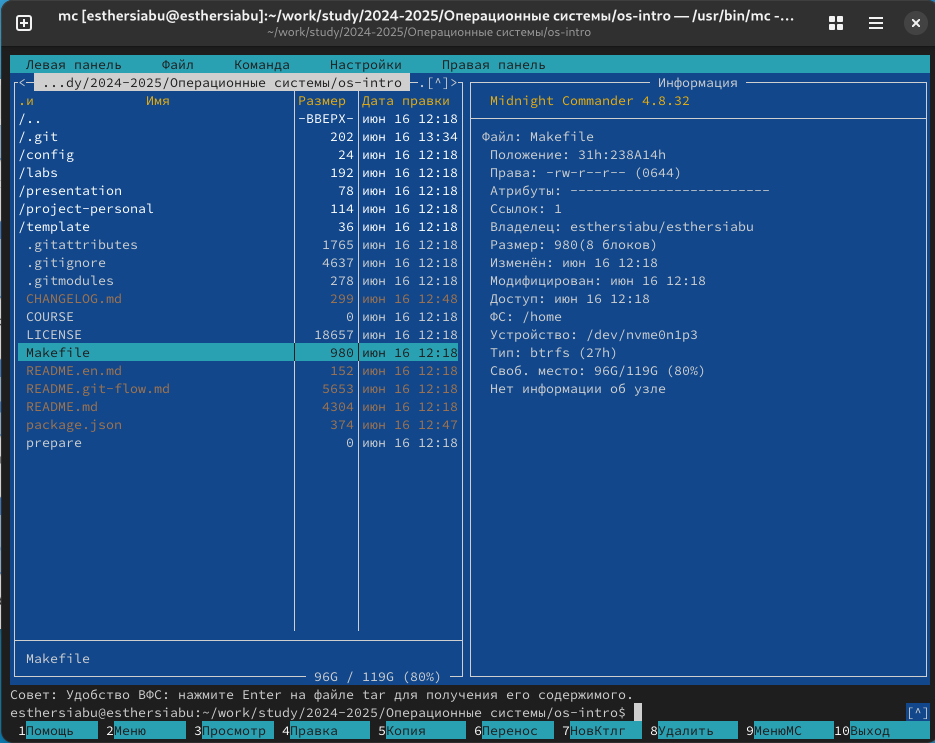 mc [esthersiabu@esthersiabu]:~/work/study/2024-2025/Операционные системы/os-intro — /usr/bin/mc -...
~/work/study/2024-2025/Операционные системы/os-intro
Левая панель Файл Команда Настройки Правая панель
<- ...dy/2024-2025/Операционные системы/os-intro -.[^]>
.и Имя Размер Дата правки
/.. -ВВЕРХ- июн 16 12:18
/.git 202 июн 16 13:34
/config 24 июн 16 12:18
/labs 192 июн 16 12:18
/presentation 78 июн 16 12:18
/project-personal 114 июн 16 12:18
/template 36 июн 16 12:18
.gitattributes 1765 июн 16 12:18
.gitignore 4637 июн 16 12:18
.gitmodules 278 июн 16 12:18
CHANGELOG.md 299 июн 16 12:48
COURSE 0 июн 16 12:18
LICENSE 18657 июн 16 12:18
Makefile 980 июн 16 12:18
README.en.md 152 июн 16 12:18
README.git-flow.md 5653 июн 16 12:18
README.md 4304 июн 16 12:18
package.json 374 июн 16 12:47
prepare 0 июн 16 12:18
Makefile
96G / 119G (80%)
Информация
Midnight Commander 4.8.32
Файл: Makefile
Положение: 31h:238A14h
Права: -rw-r--r-- (0644)
Атрибуты: -------------------------
Ссылок: 1
Владелец: esthersiabu/esthersiabu
Размер: 980(8 блоков)
Изменён: июн 16 12:18
Модифицирован: июн 16 12:18
Доступ: июн 16 12:18
ФС: /home
Устройство: /dev/nvme0n1p3
Тип: btrfs (27h)
Своб. место: 96G/119G (80%)
Нет информации об узле
Совет: Удобство ВФС: нажмите Enter на файле tar для получения его содержимого.
esthersiabu@esthersiabu:~/work/study/2024-2025/Операционные системы/os-intro$ [^]
1Помощь 2Меню 3Просмотр 4Правка 5Копия 6Перенос 7НовКтлг 8Удалить 9МенюMC 10Выход